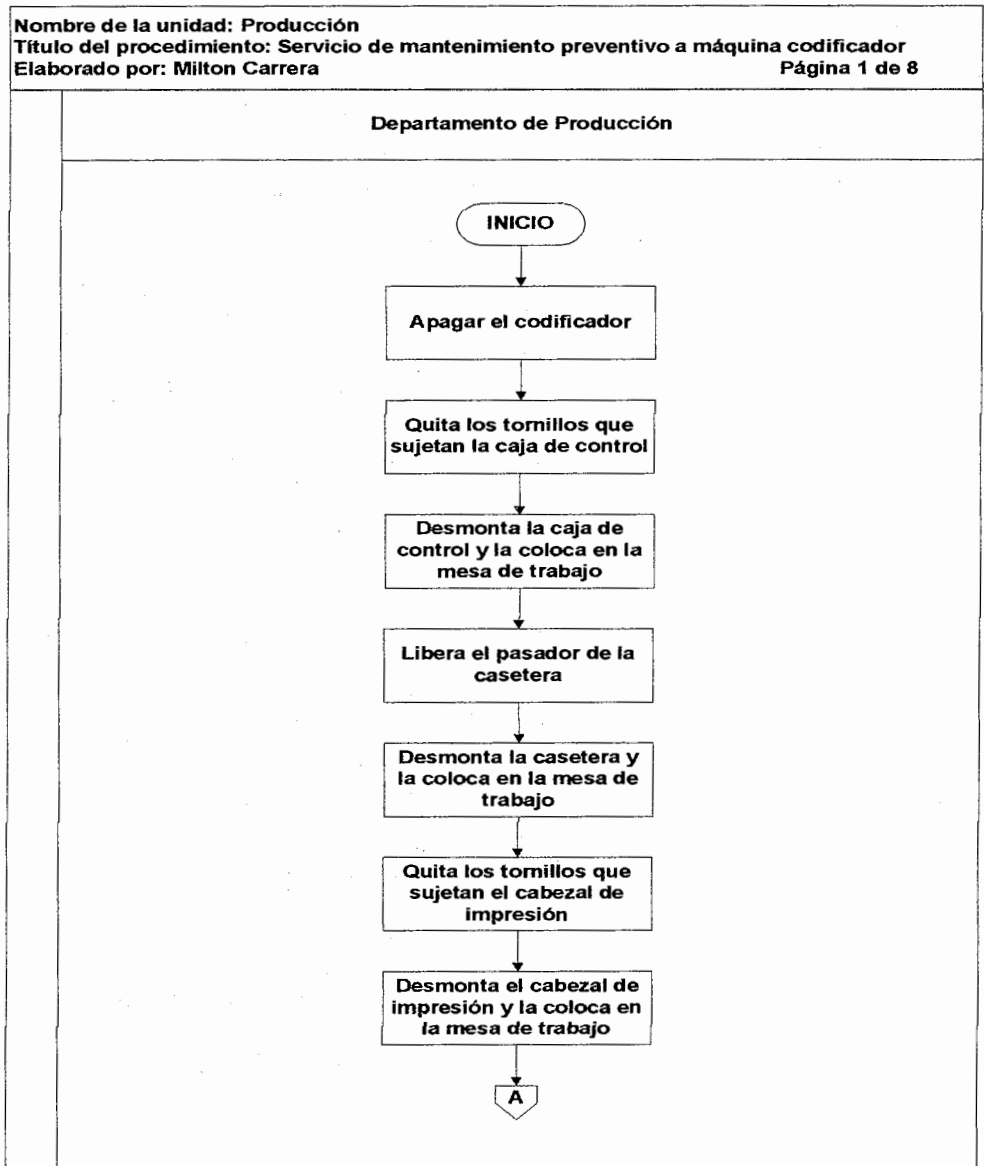 Nombre de la unidad: Producción
Título del procedimiento: Servicio de mantenimiento preventivo a máquina codificador
Elaborado por: Milton Carrera Página 1 de 8
Departamento de Producción
INICIO
Apagar el codificador
Quita los tornillos que
sujetan la caja de control
Desmonta la caja de
control y la coloca en la
mesa de trabajo
Libera el pasador de la
casetera
Desmonta la casetera y
la coloca en la mesa de
trabajo
Quita los tornillos que
sujetan el cabezal de
impresión
Desmonta el cabezal de
impresión y la coloca en
la mesa de trabajo
A